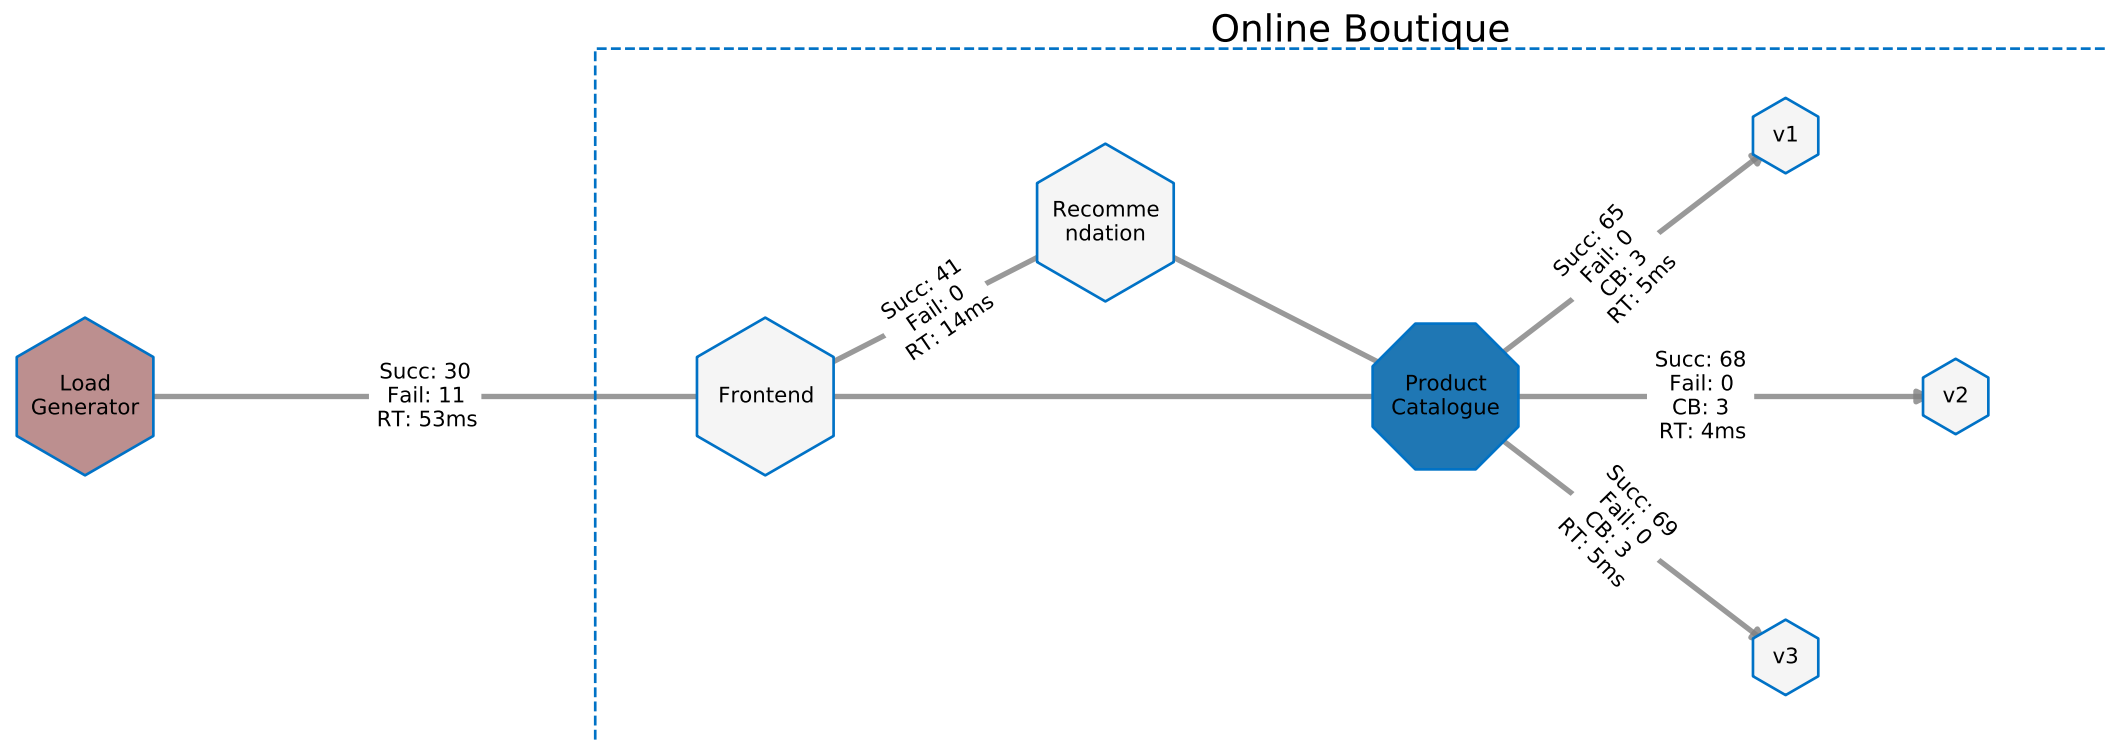 Online Boutique
Load
Generator
Succ: 30
Fail: 11
RT: 53ms
Frontend
Succ: 41
Fail: 0
RT: 14ms
Recomme
ndation
Product
Catalogue
Succ: 65
Fail: 0
CB: 3
RT: 5ms
v1
Succ: 68
Fail: 0
CB: 3
RT: 4ms
v2
Succ: 69
Fail: 0
CB: 3
RT: 5ms
v3